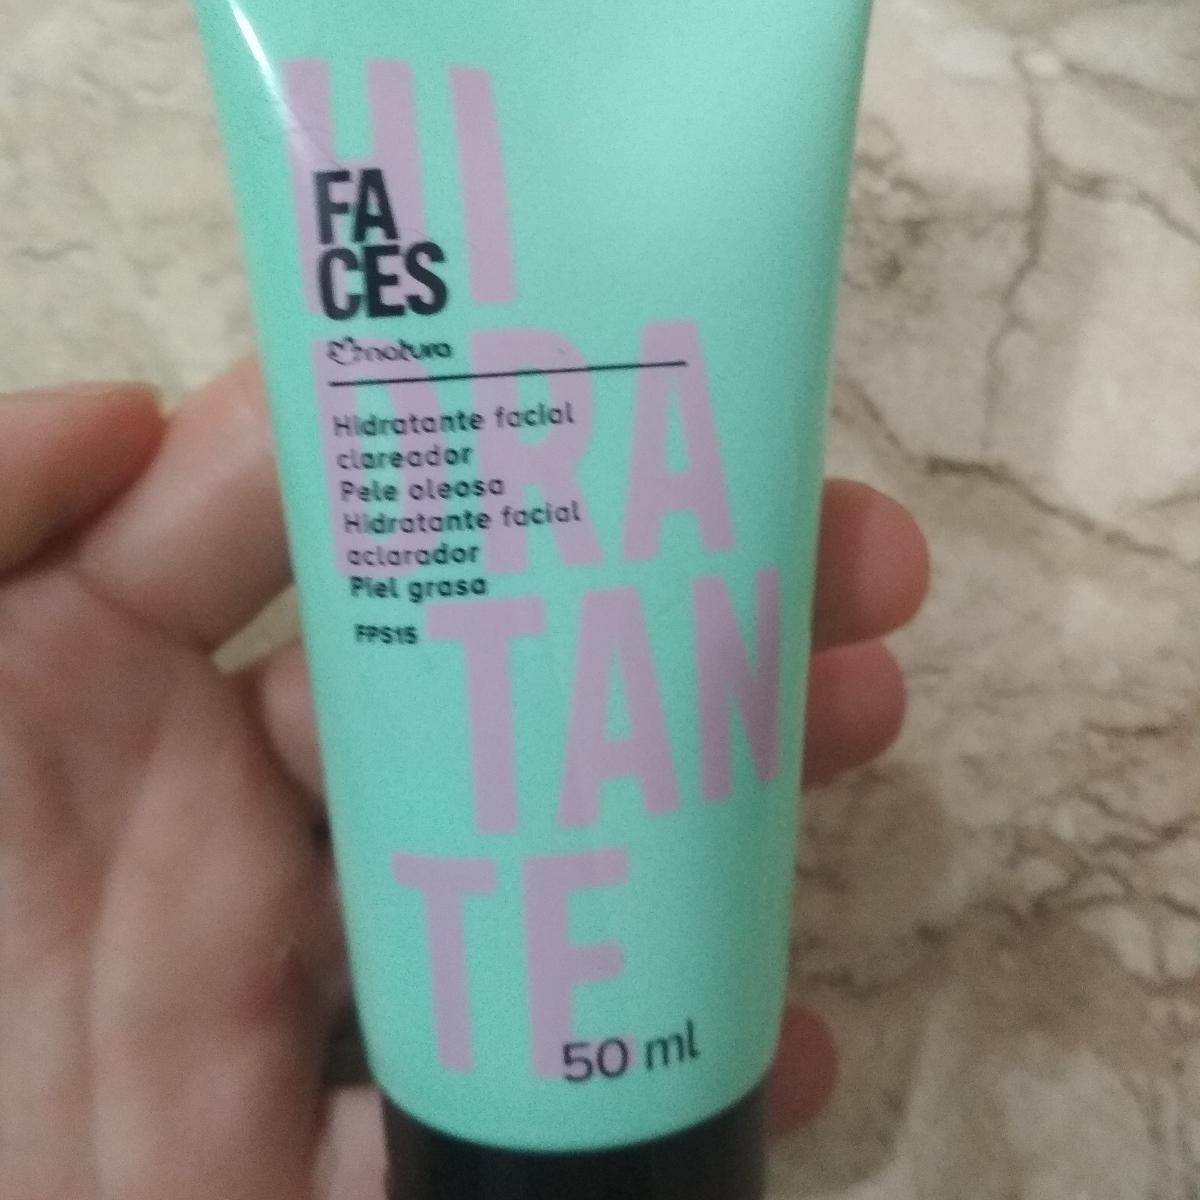 HI
DRA
TAN
TE
FA
CES
natura
Hidratante facial
clareador
Pele oleosa
Hidratante facial
aclarador
Piel grasa
FPS15
50 ml